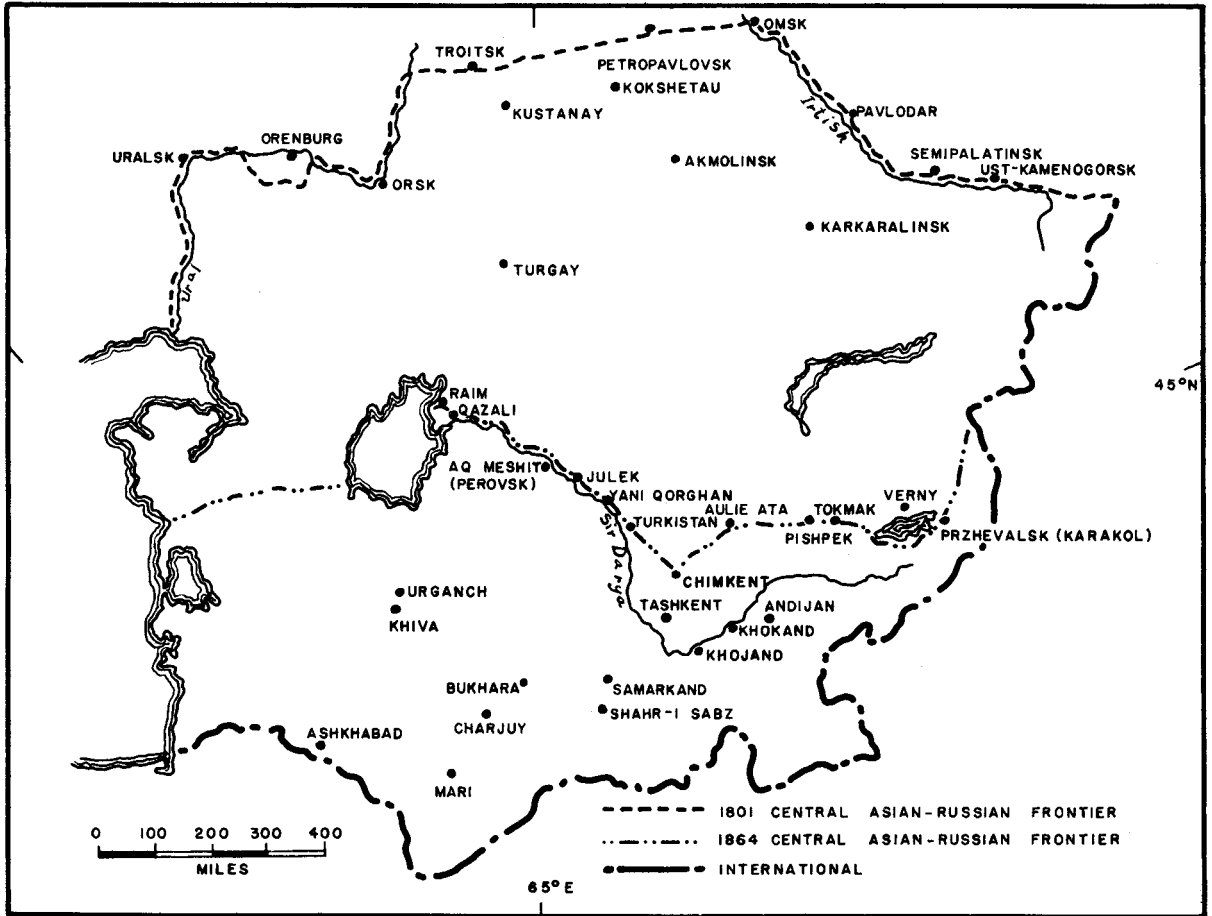 OMSK
TROITSK
PETROPAVLOVSK
KOKSHETAU
KUSTANAY
Irtish
PAVLODAR
ORENBURG
URALSK
AKMOLINSK
SEMIPALATINSK
UST-KAMENOGORSK
ORSK
KARKARALINSK
TURGAY
Ural
45°N
RAIM
QAZALI
AQ MESHIT
(PEROVSK)
JULEK
YANI QORGHAN
VERNY
AULIE ATA
TOKMAK
TURKISTAN
PISHPEK
PRZHEVALSK (KARAKOL)
Sir Darya
CHIMKENT
URGANCH
KHIVA
TASHKENT
ANDIJAN
KHOKAND
KHOJAND
BUKHARA
SAMARKAND
CHARJUY
SHAHR-I SABZ
ASHKHABAD
MARI
1801 CENTRAL ASIAN-RUSSIAN FRONTIER
1864 CENTRAL ASIAN-RUSSIAN FRONTIER
INTERNATIONAL
0 100 200 300 400
MILES
65°E